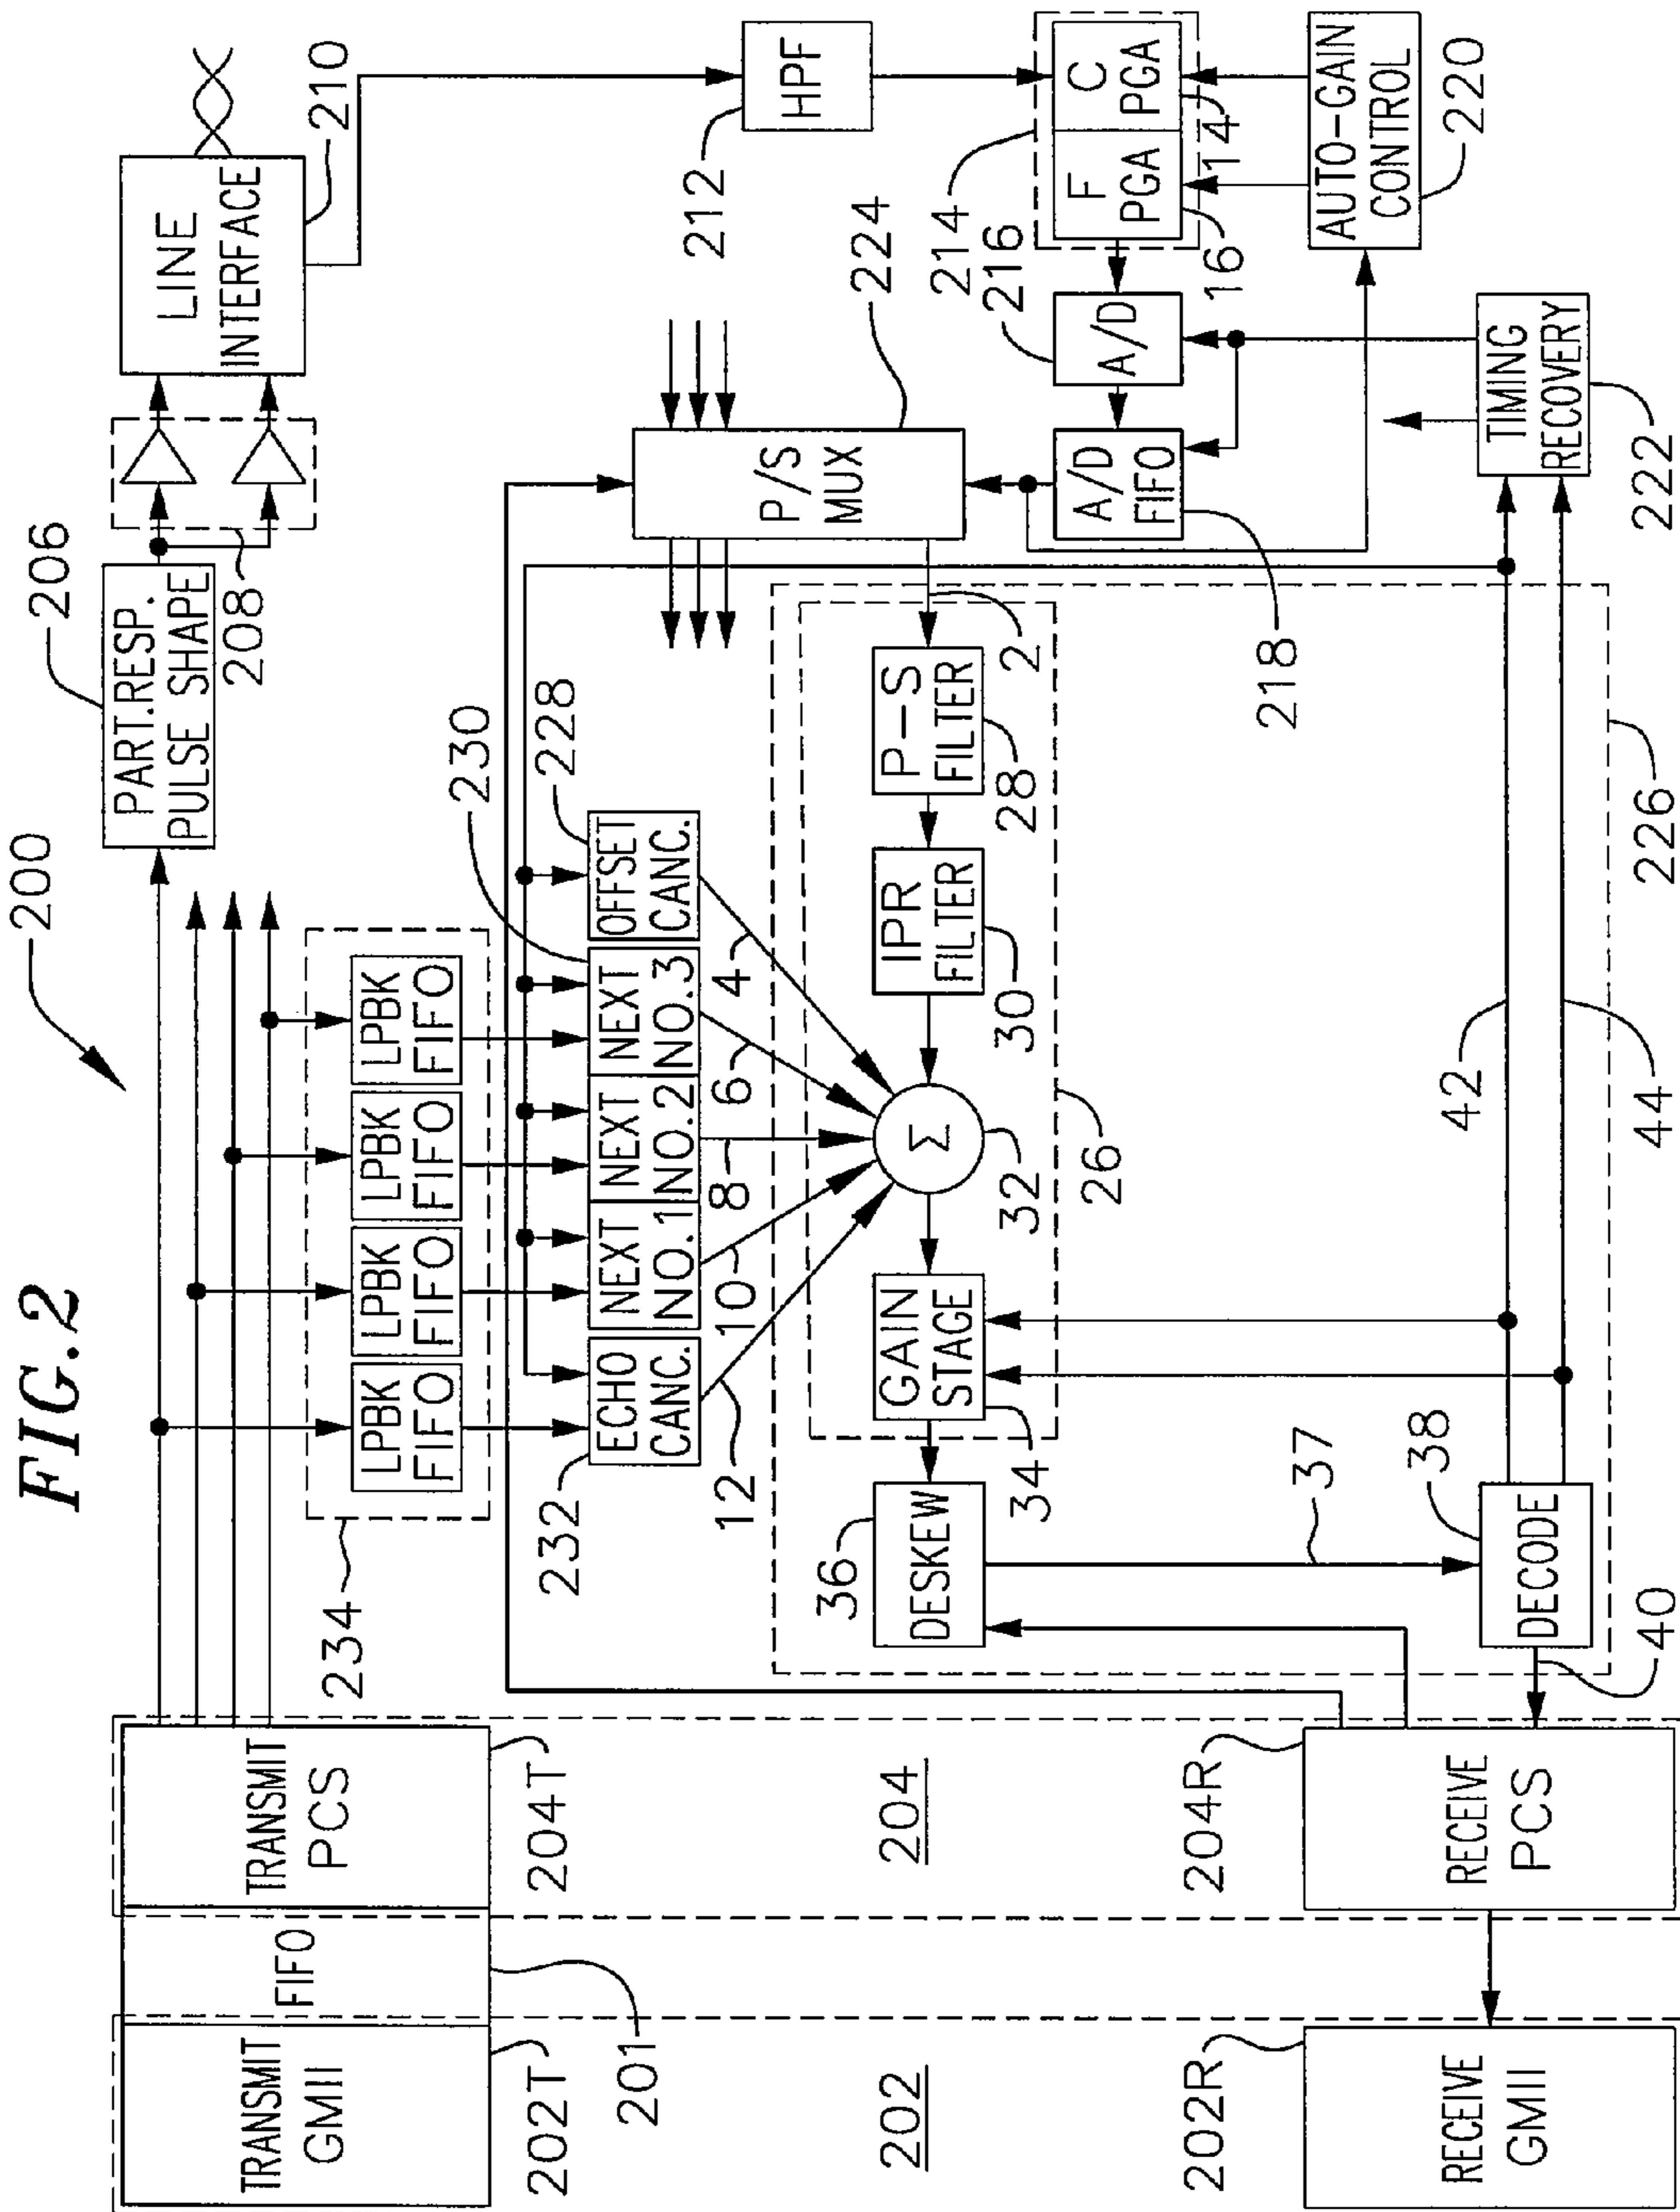 FIG.2
200
TRANSMIT
GMII
202T
FIFO
201
TRANSMIT
PCS
204T
PART.RESP.
PULSE SHAPE
206
208
LINE
INTERFACE
210
234
LPBK
FIFO
LPBK
FIFO
LPBK
FIFO
LPBK
FIFO
232
ECHO
CANC.
NEXT
NO.1
NEXT
NO.2
NEXT
NO.3
230
OFFSET
CANC.
228
12
10
8
6
4
P/S
MUX
224
HPF
212
202
204
36
DESKEW
GAIN
STAGE
34
Σ
32
IPR
FILTER
30
P-S
FILTER
28
2
26
A/D
FIFO
218
A/D
216
F
PGA
16
C
PGA
14
214
AUTO-GAIN
CONTROL
220
TIMING
RECOVERY
222
37
DECODE
38
40
42
44
226
202R
RECEIVE
GMII
204R
RECEIVE
PCS